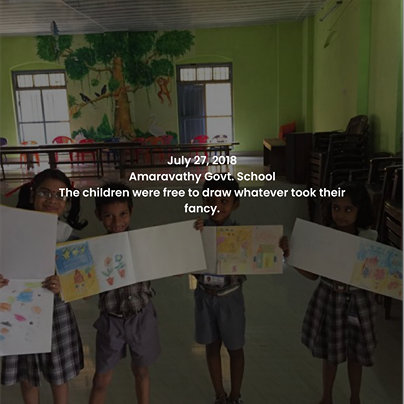 July 27, 2018
Amaravathy Govt. School
The children were free to draw whatever took their
fancy.